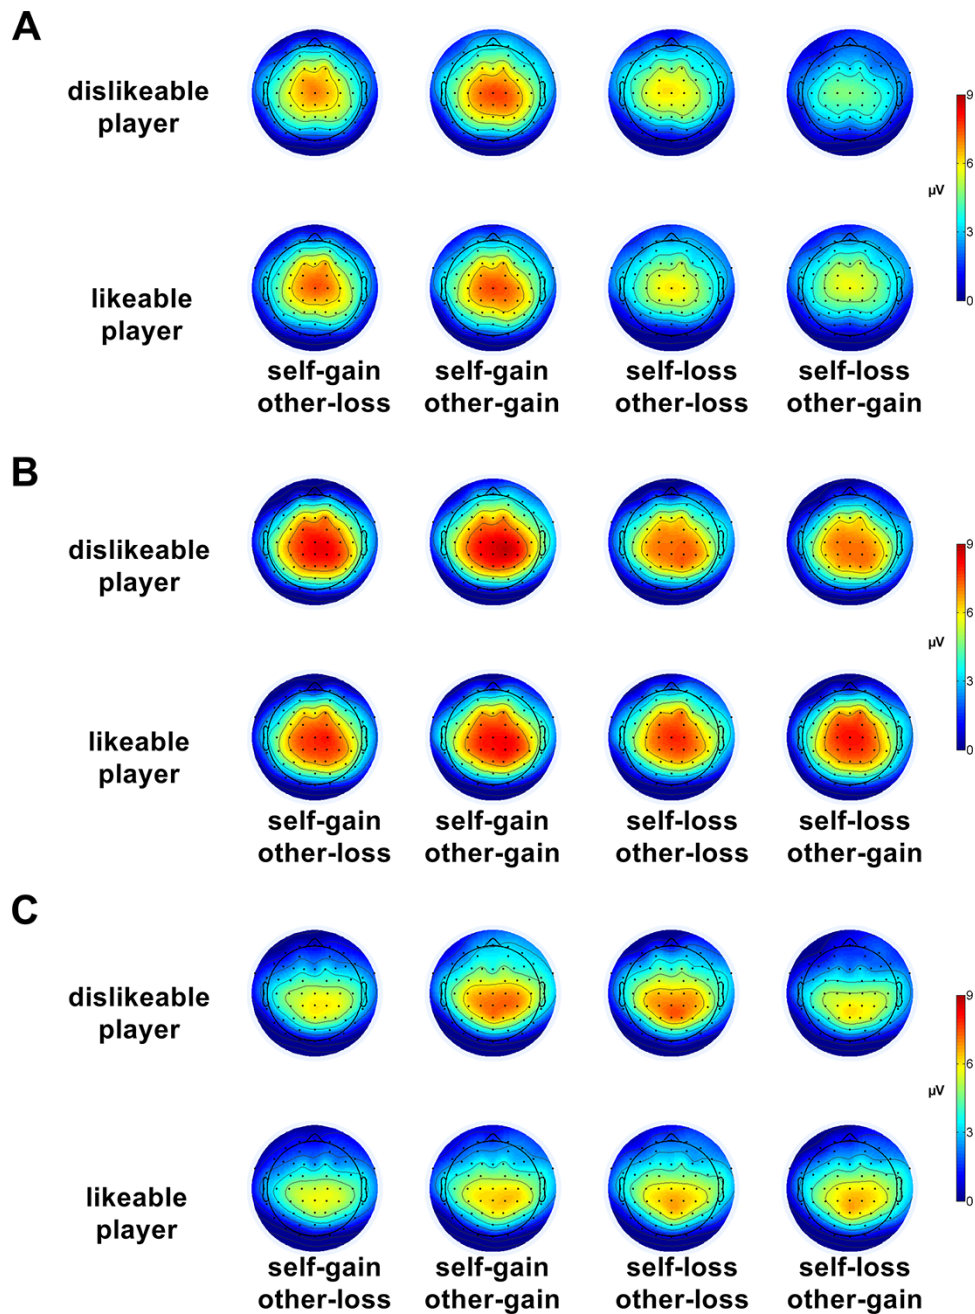 A
dislikeable
player
9
6
µV
3
0
likeable
player
self-gain
other-loss
self-gain
other-gain
self-loss
other-loss
self-loss
other-gain
B
dislikeable
player
9
6
µV
3
0
likeable
player
self-gain
other-loss
self-gain
other-gain
self-loss
other-loss
self-loss
other-gain
C
dislikeable
player
9
6
µV
3
0
likeable
player
self-gain
other-loss
self-gain
other-gain
self-loss
other-loss
self-loss
other-gain